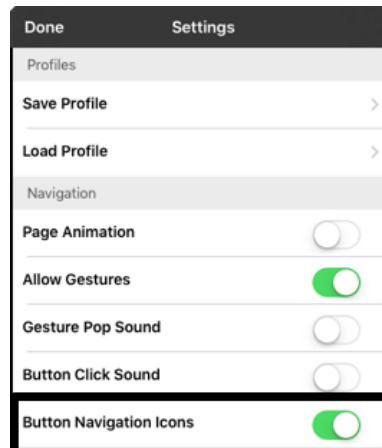 Done Settings
Profiles
Save Profile
Load Profile
Navigation
Page Animation
Allow Gestures
Gesture Pop Sound
Button Click Sound
Button Navigation Icons